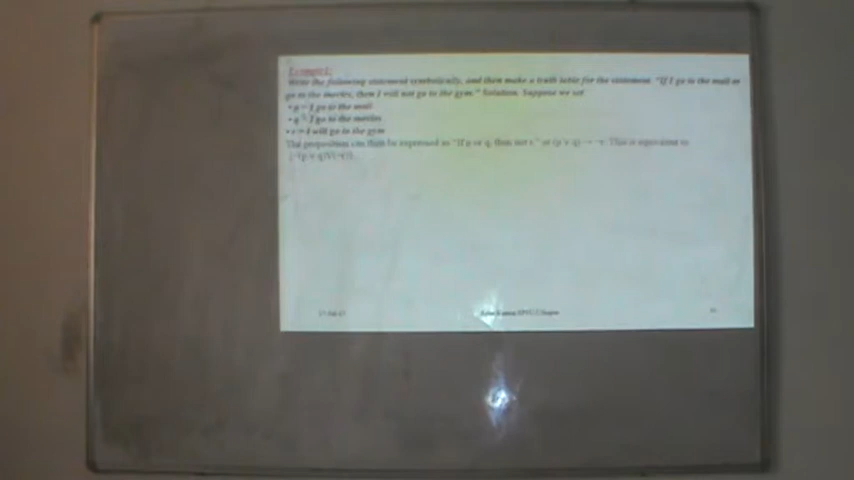 Example:
Write the following statement symbolically, and then make a truth table for the statement. "If I go to the mall or
go to the movies, then I will not go to the gym." Solution. Suppose we set
• p = I go to the mall
• q = I go to the movies
• r = I will go to the gym
The proposition can then be expressed as "If p or q, then not r" or (p ∨ q) → ¬r. This is equivalent to
(¬(p ∨ q)∨(¬r)).